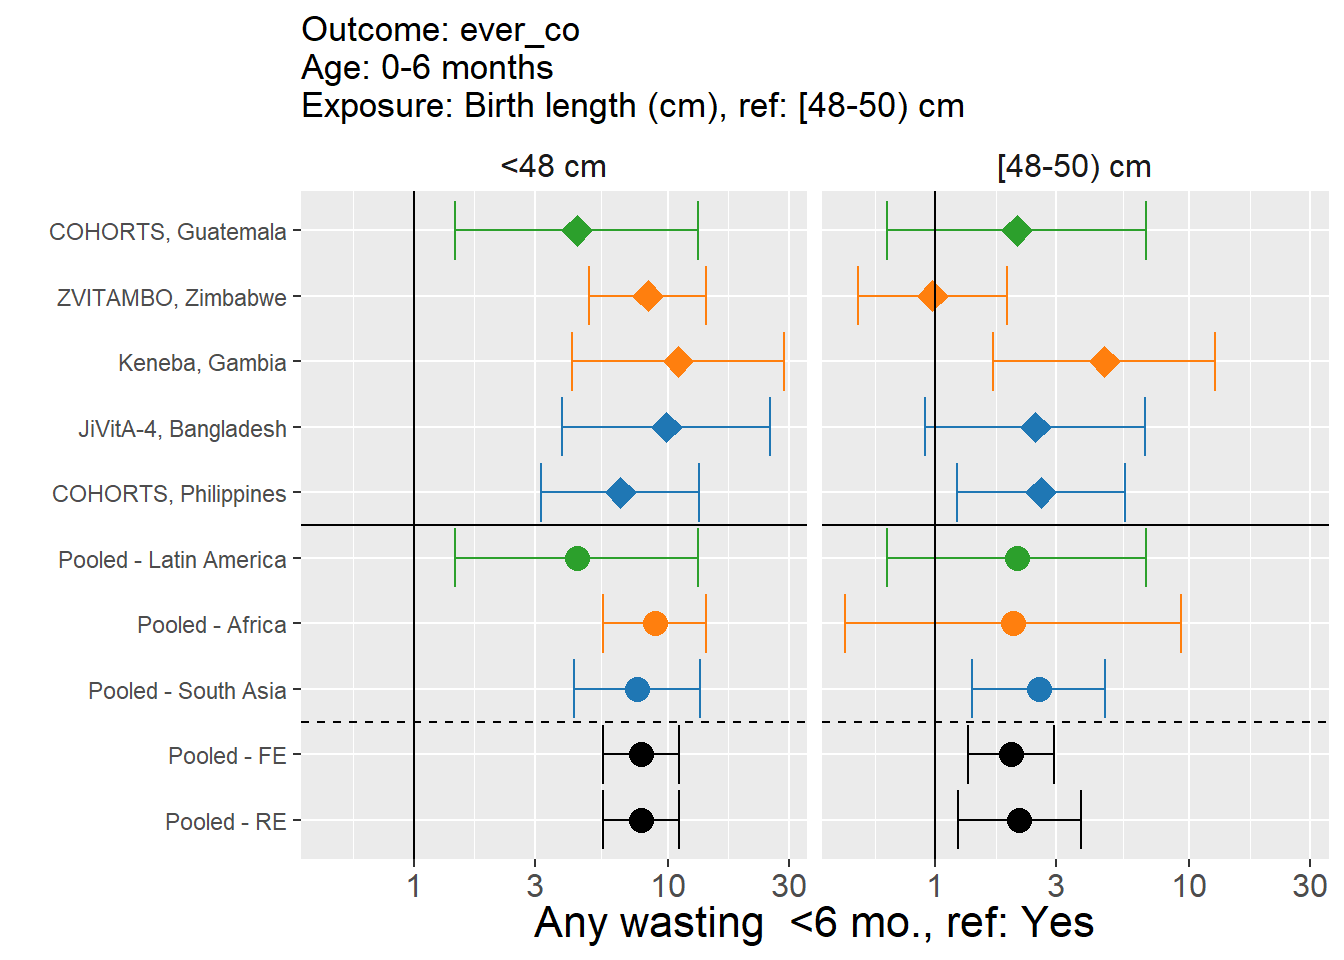 Outcome: ever_co
Age: 0-6 months
Exposure: Birth length (cm), ref: [48-50) cm
<48 cm
[48-50) cm
COHORTS, Guatemala
ZVITAMBO, Zimbabwe
Keneba, Gambia
JiVitA-4, Bangladesh
COHORTS, Philippines
Pooled - Latin America
Pooled - Africa
Pooled - South Asia
Pooled - FE
Pooled - RE
1 3 10 30
1 3 10 30
Any wasting  <6 mo., ref: Yes